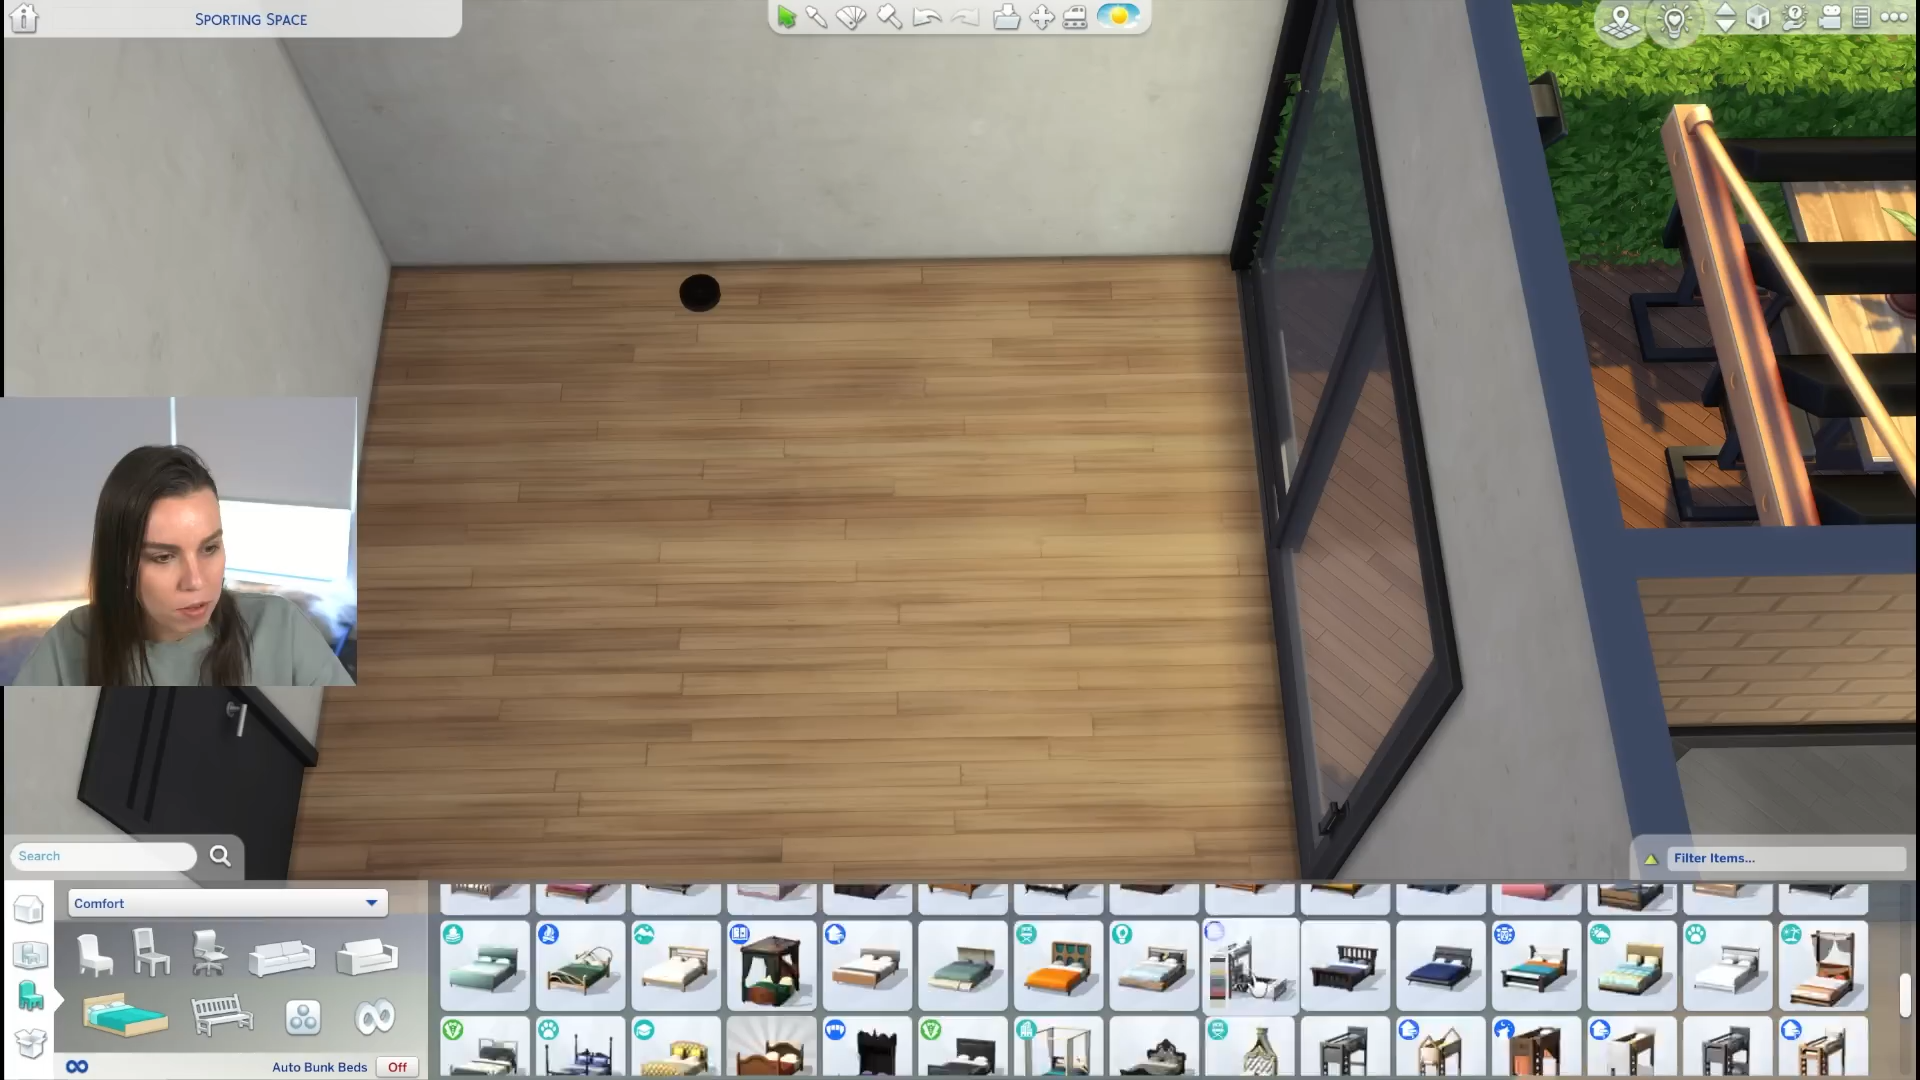 Sporting Space
Search
Filter Items...
Comfort
Auto Bunk Beds
Off